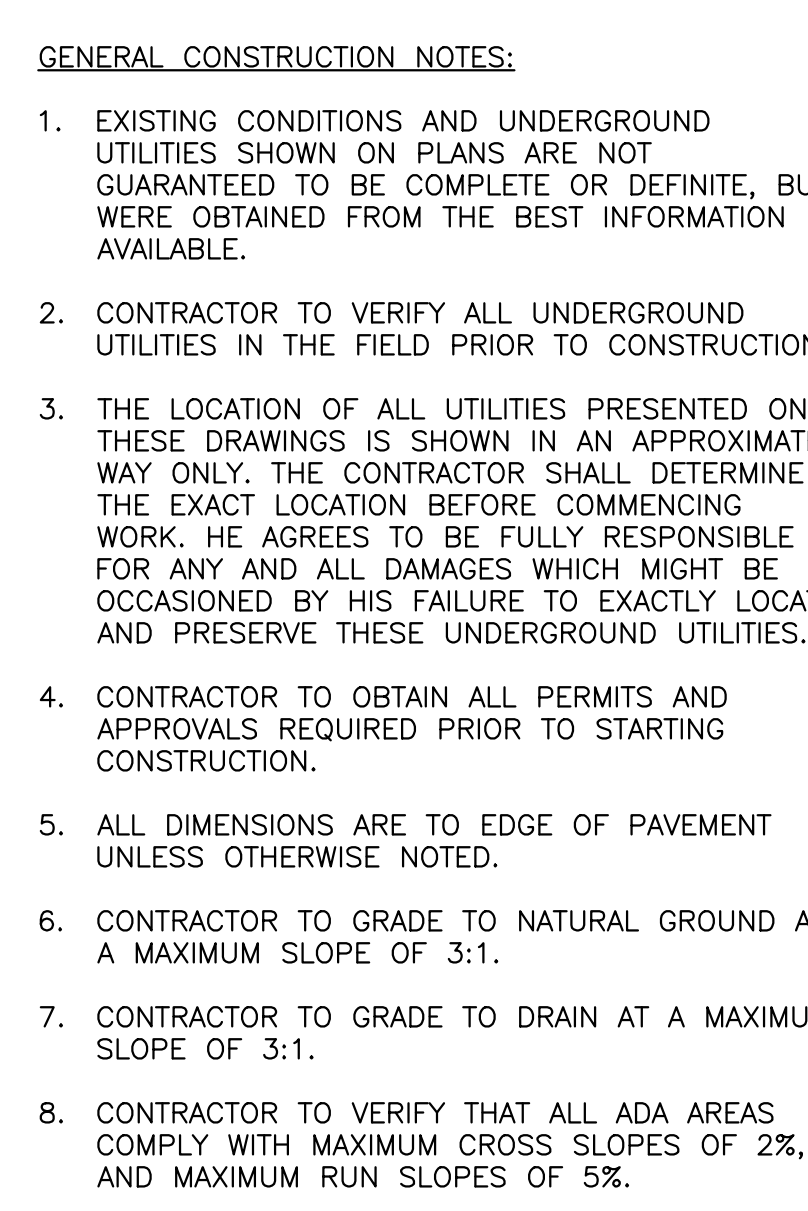 GENERAL CONSTRUCTION NOTES:
1. EXISTING CONDITIONS AND UNDERGROUND
UTILITIES SHOWN ON PLANS ARE NOT
GUARANTEED TO BE COMPLETE OR DEFINITE,
WERE OBTAINED FROM THE BEST INFORMATION
AVAILABLE.
2. CONTRACTOR TO VERIFY ALL UNDERGROUND
UTILITIES IN THE FIELD PRIOR TO CONSTRUCTION
3. THE LOCATION OF ALL UTILITIES PRESENTED ON
THESE DRAWINGS IS SHOWN IN AN
WAY ONLY. THE CONTRACTOR SHALL DETERMINE
THE EXACT LOCATION BEFORE COMMENCING
WORK. HE AGREES TO BE FULLY RESPONSIBLE
FOR ANY AND ALL DAMAGES WHICH MIGHT BE
OCCASIONED BY HIS FAILURE TO EXACTLY
AND PRESERVE THESE UNDERGROUND UTILITIES.
4. CONTRACTOR TO OBTAIN ALL PERMITS AND
APPROVALS REQUIRED PRIOR TO STARTING
CONSTRUCTION.
5. ALL DIMENSIONS ARE TO EDGE OF PAVEMENT
UNLESS OTHERWISE NOTED.
6. CONTRACTOR TO GRADE TO NATURAL GROUND
A MAXIMUM SLOPE OF 3:1.
7. CONTRACTOR TO GRADE TO DRAIN AT A
SLOPE OF 3:1.
8. CONTRACTOR TO VERIFY THAT ALL ADA AREAS
COMPLY WITH MAXIMUM CROSS SLOPES OF 2%,
AND MAXIMUM RUN SLOPES OF 5%.